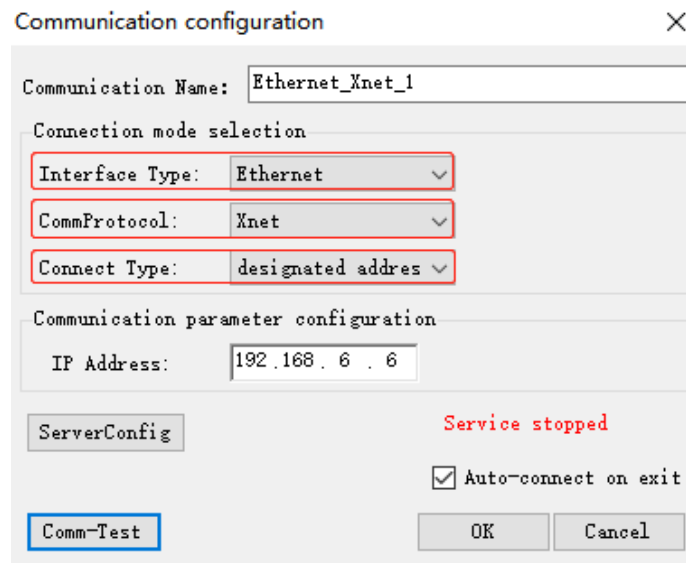 Communication configuration
Communication Name: Ethernet_Xnet_1
Connection mode selection
Interface Type: Ethernet
CommProtocol: Xnet
Connect Type: designated addres
Communication parameter configuration
IP Address: 192 .168 . 6 . 6
ServerConfig
Service stopped
Auto-connect on exit
Comm-Test
OK
Cancel